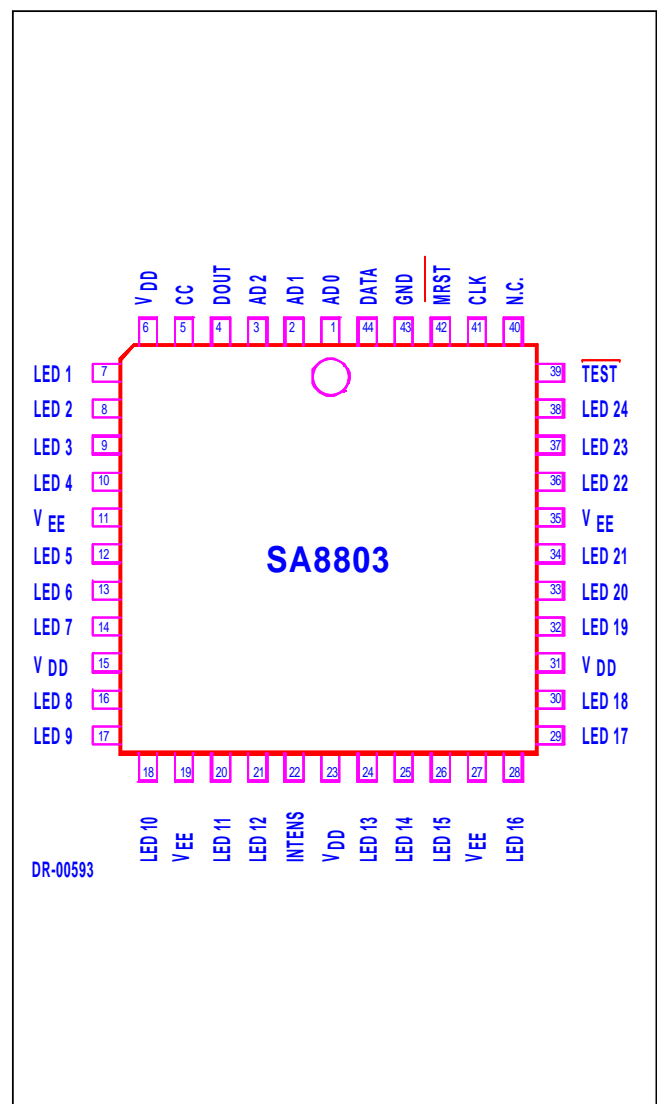 V DD
CC
DOUT
AD2
AD1
AD0
DATA
GND
MRST
CLK
N.C.
6 5 4 3 2 1 44 43 42 41 40
LED 1 7 39 TEST
LED 2 8 38 LED 24
LED 3 9 37 LED 23
LED 4 10 36 LED 22
V EE 11 35 V EE
LED 5 12 34 LED 21
SA8803
LED 6 13 33 LED 20
LED 7 14 32 LED 19
V DD 15 31 V DD
LED 8 16 30 LED 18
LED 9 17 29 LED 17
18 19 20 21 22 23 24 25 26 27 28
LED 10
V EE
LED 11
LED 12
INTENS
V DD
LED 13
LED 14
LED 15
V EE
LED 16
DR-00593